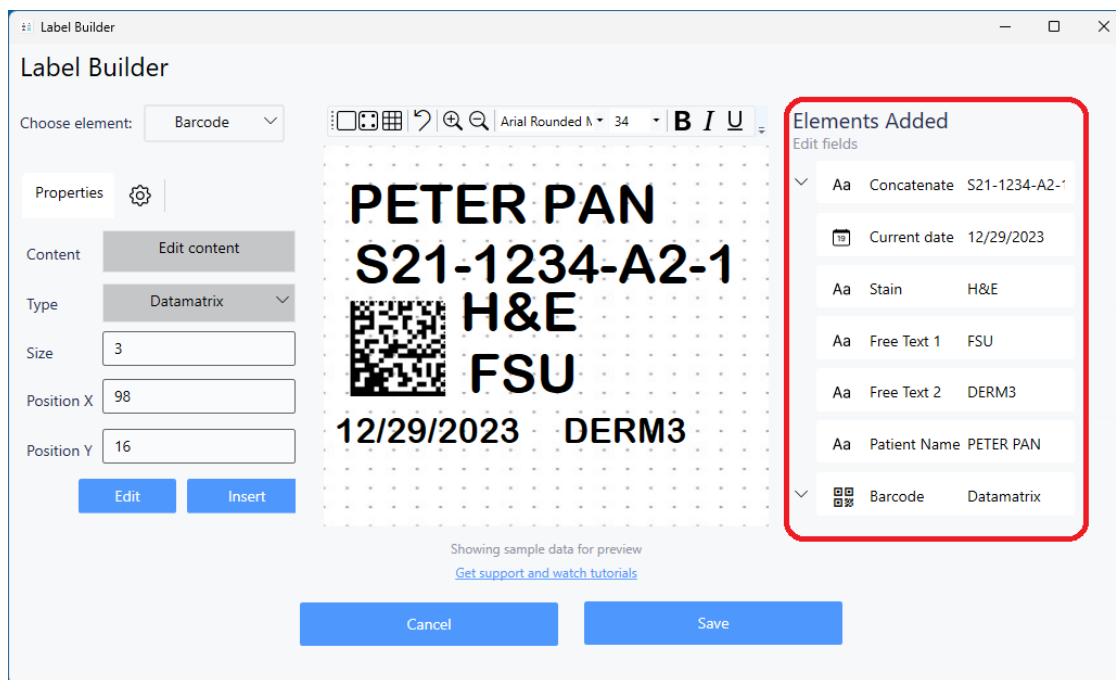 Label Builder
Label Builder
Choose element: Barcode
Properties
Content Edit content
Type Datamatrix
Size 3
Position X 98
Position Y 16
Edit Insert
Arial Rounded M 34 B I U
PETER PAN
S21-1234-A2-1
H&E
FSU
12/29/2023 DERM3
Showing sample data for preview
Get support and watch tutorials
Cancel Save
Elements Added
Edit fields
Aa Concatenate S21-1234-A2-1
19 Current date 12/29/2023
Aa Stain H&E
Aa Free Text 1 FSU
Aa Free Text 2 DERM3
Aa Patient Name PETER PAN
Barcode Datamatrix